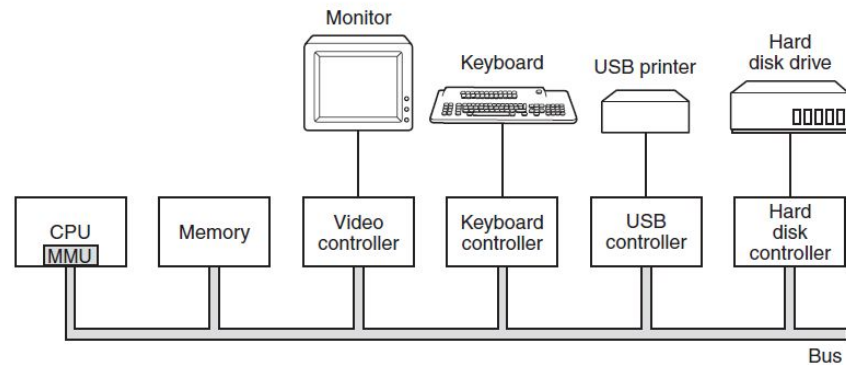 Monitor
Keyboard
USB printer
Hard
disk drive
CPU
MMU
Memory
Video
controller
Keyboard
controller
USB
controller
Hard
disk
controller
Bus